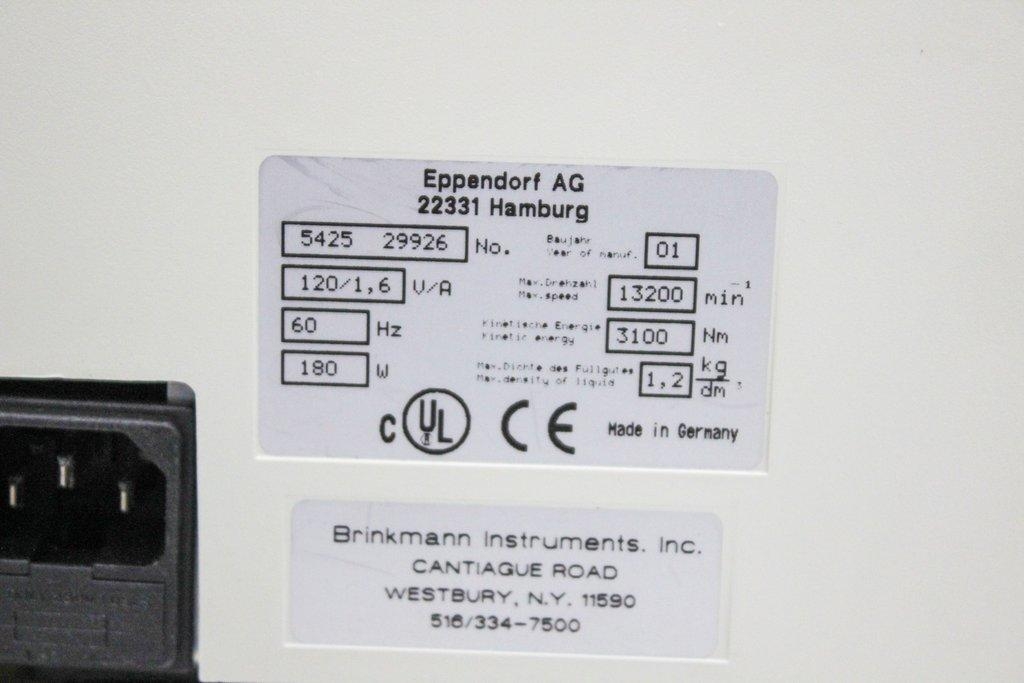 Eppendorf AG
22331 Hamburg
5425 29926 No.
Baujahr
Year of manuf. 01
120/1,6 V/A
Max.Drehzahl
Max.speed 13200 min⁻¹
60 Hz
Kinetische Energie
Kinetic energy 3100 Nm
180 W
Max.Dichte des Füllgutes
Max.density of liquid 1,2 kg/dm³
C UL CE Made in Germany
Brinkmann Instruments, Inc.
CANTIAGUE ROAD
WESTBURY, N.Y. 11590
516/334-7500